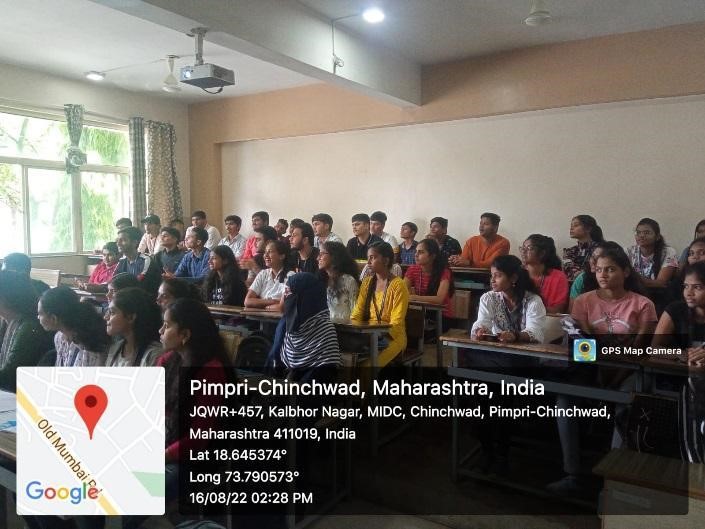 GPS Map Camera
Pimpri-Chinchwad, Maharashtra, India
JQWR+457, Kalbhor Nagar, MIDC, Chinchwad, Pimpri-Chinchwad,
Maharashtra 411019, India
Lat 18.645374°
Long 73.790573°
16/08/22 02:28 PM
Old Mumbai
Google